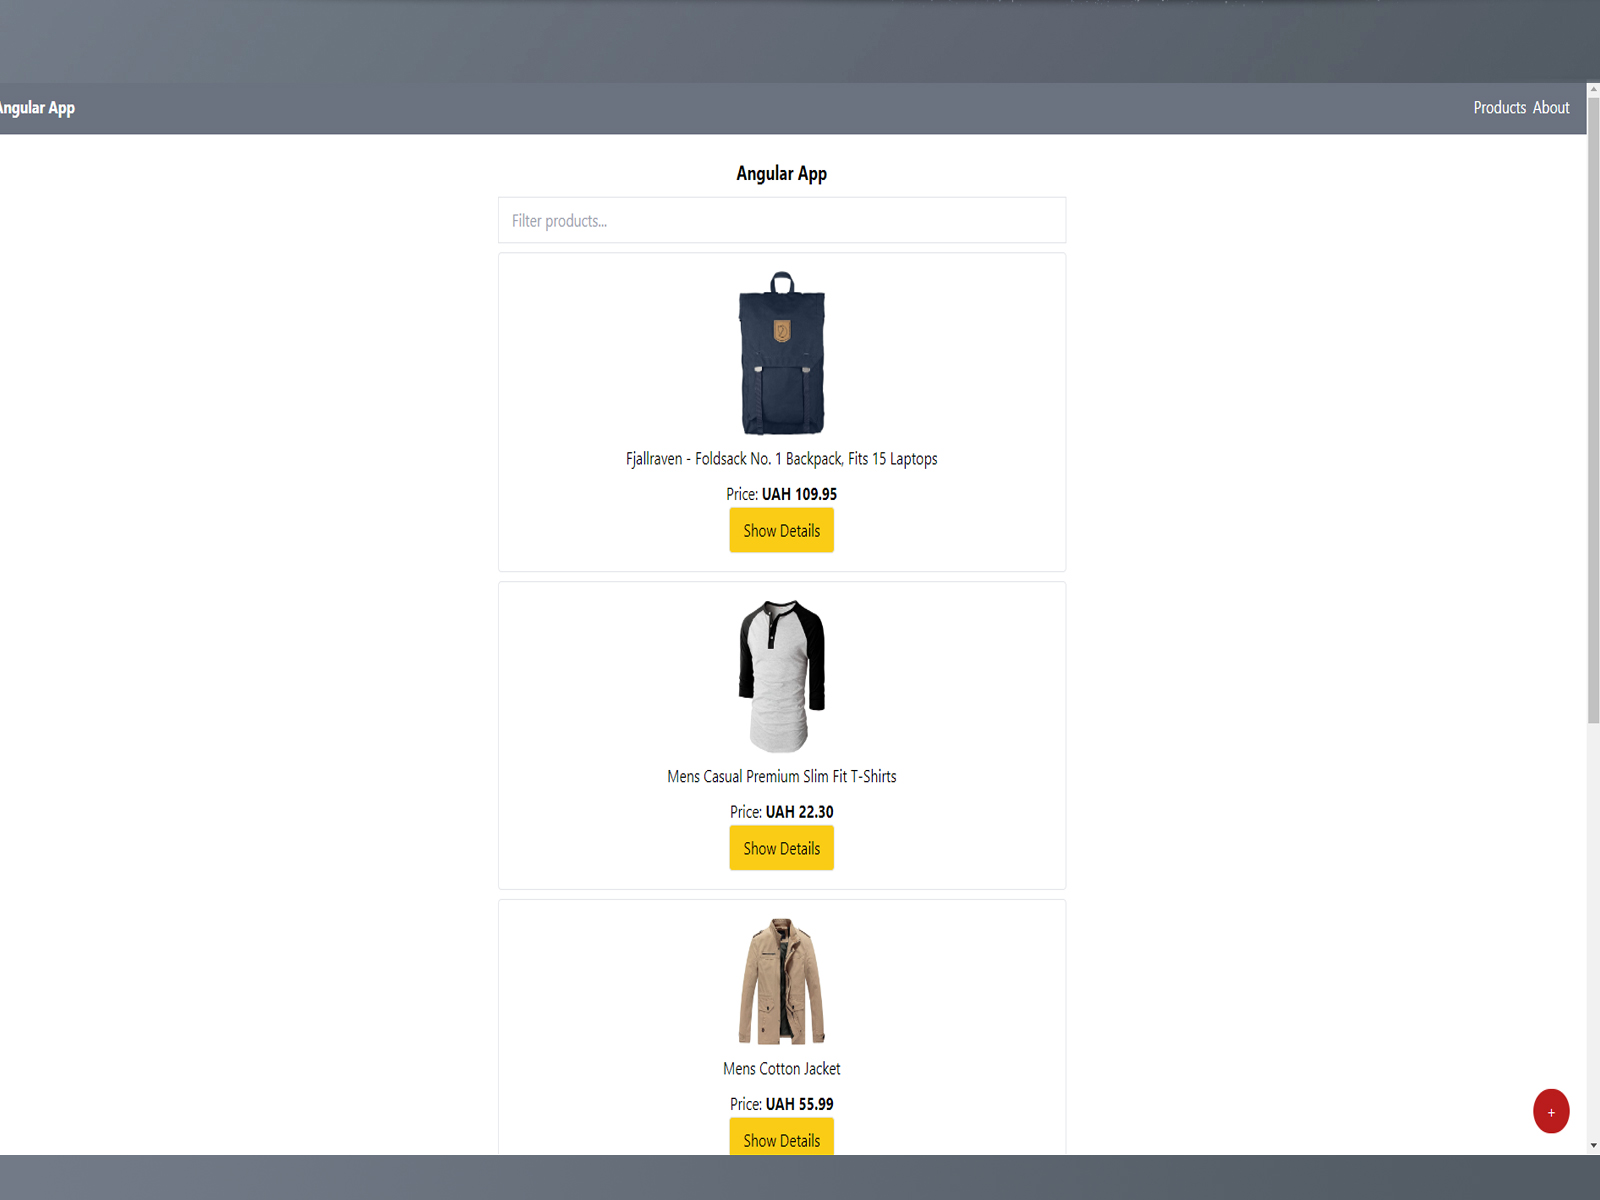 Angular App
Products About
Angular App
Filter products...
Fjallraven - Foldsack No. 1 Backpack, Fits 15 Laptops
Price: UAH 109.95
Show Details
Mens Casual Premium Slim Fit T-Shirts
Price: UAH 22.30
Show Details
Mens Cotton Jacket
Price: UAH 55.99
Show Details
+